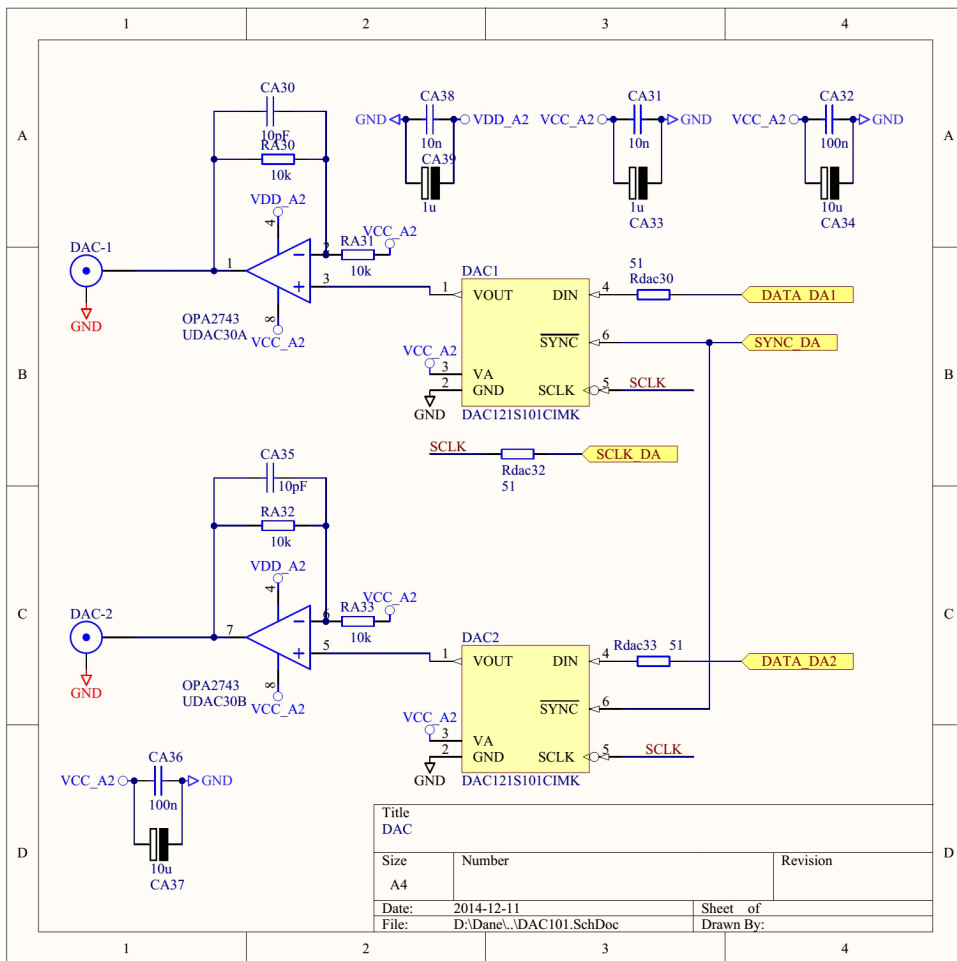 1 2 3 4
A A
CA30
10pF
RA30
10k
CA38
GND VDD_A2
10n
CA39
1u
CA31
VCC_A2 GND
10n
1u
CA33
CA32
VCC_A2 GND
100n
10u
CA34
VDD_A2
4
VCC_A2
2 RA31
10k
DAC-1
1
3
GND
8
OPA2743
UDAC30A
VCC_A2
B B
DAC1
1 VOUT DIN 4
51
Rdac30
DATA_DA1
SYNC 6
SYNC_DA
VCC_A2
3 VA
2 GND SCLK 5 SCLK
GND
DAC121S101CIMK
SCLK
Rdac32
51
SCLK_DA
C C
CA35
10pF
RA32
10k
VDD_A2
4
VCC_A2
6 RA33
10k
DAC-2
7
5
GND
8
OPA2743
UDAC30B
VCC_A2
DAC2
1 VOUT DIN 4
Rdac33 51
DATA_DA2
SYNC 6
VCC_A2
3 VA
2 GND SCLK 5 SCLK
GND
DAC121S101CIMK
D D
CA36
VCC_A2 GND
100n
10u
CA37
Title
DAC
Size Number Revision
A4
Date: 2014-12-11 Sheet of
File: D:\Dane\..\DAC101.SchDoc Drawn By:
1 2 3 4